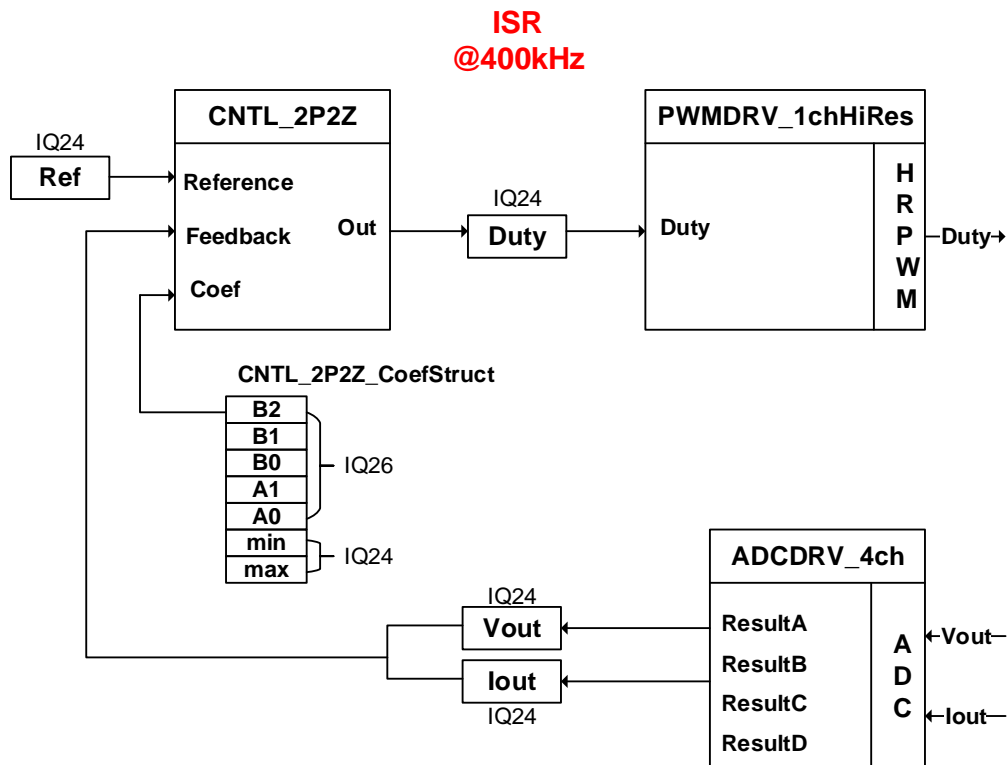 ISR
@400kHz
CNTL_2P2Z
PWMDRV_1chHiRes
IQ24
Ref
Reference
Feedback
Out
Coef
IQ24
Duty
Duty
H
R
P
W
M
Duty
CNTL_2P2Z_CoefStruct
B2
B1
B0
A1
A0
min
max
IQ26
IQ24
ADCDRV_4ch
IQ24
Vout
Iout
IQ24
ResultA
ResultB
ResultC
ResultD
A
D
C
Vout
Iout